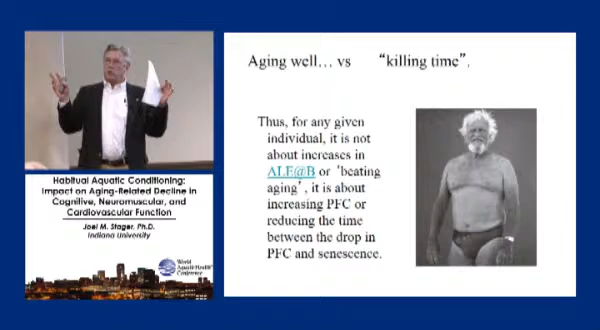 Habitual Aquatic Conditioning:
Impact on Aging-Related Decline in
Cognitive, Neuromuscular, and
Cardiovascular Function
Joel M. Stager, Ph.D.
Indiana University
World
Aquatic Health™
Conference
Aging well… vs “killing time”.
Thus, for any given
individual, it is not
about increases in
ALE@B or ‘beating
aging’, it is about
increasing PFC or
reducing the time
between the drop in
PFC and senescence.